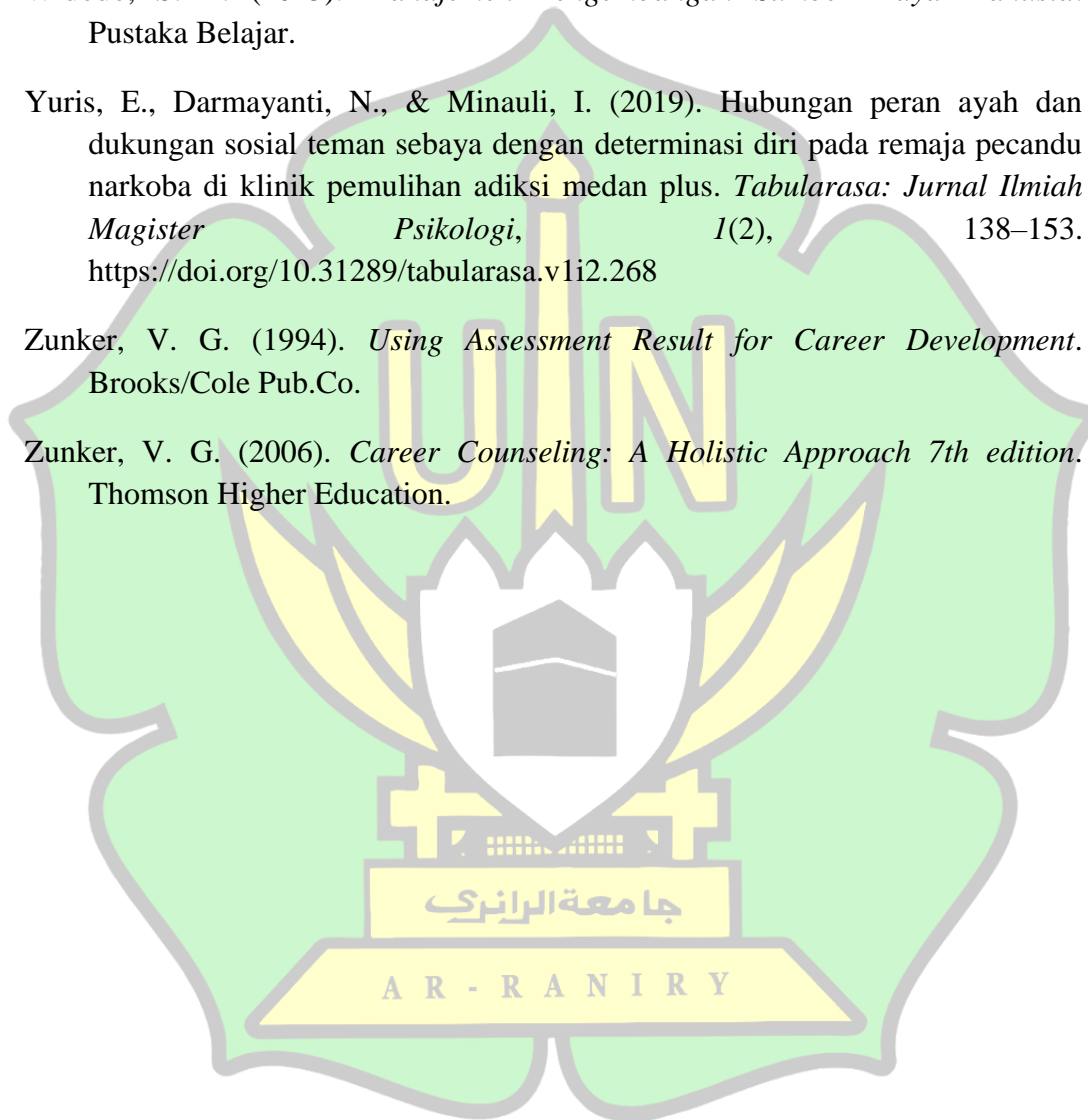 Pustaka Belajar.
Yuris, E., Darmayanti, N., & Minauli, I. (2019). Hubungan peran ayah dan
dukungan sosial teman sebaya dengan determinasi diri pada remaja pecandu
narkoba di klinik pemulihan adiksi medan plus. Tabularasa: Jurnal Ilmiah
Magister Psikologi, 1(2), 138–153.
https://doi.org/10.31289/tabularasa.v1i2.268
Zunker, V. G. (1994). Using Assessment Result for Career Development.
Brooks/Cole Pub.Co.
Zunker, V. G. (2006). Career Counseling: A Holistic Approach 7th edition.
Thomson Higher Education.
UIN
جامعة الرانري
AR-RANIRY